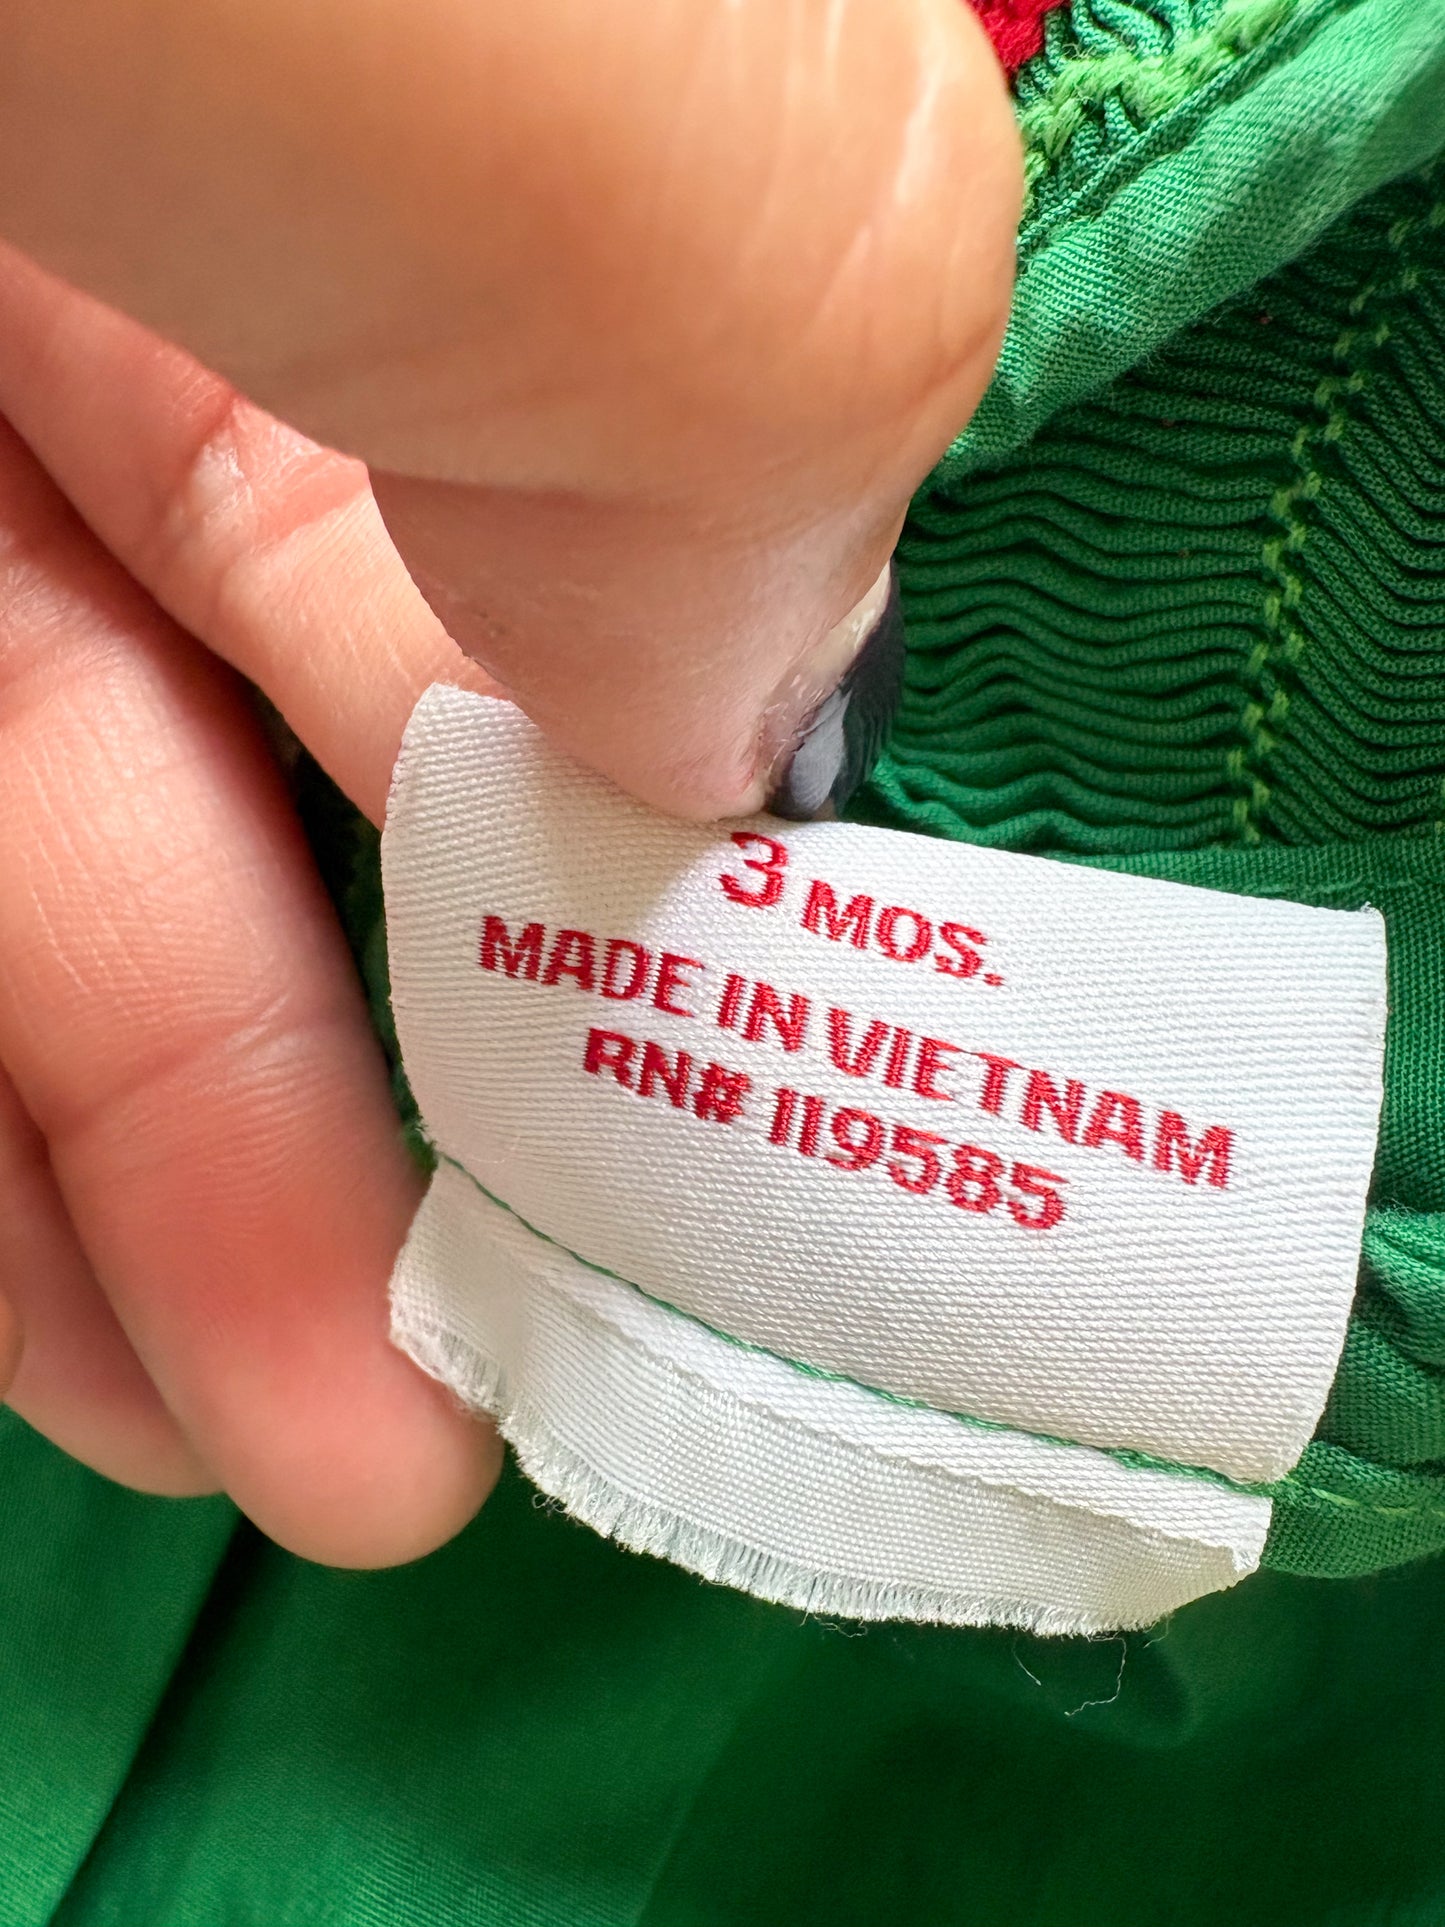 3 MOS.
MADE IN VIETNAM
RN# 119585